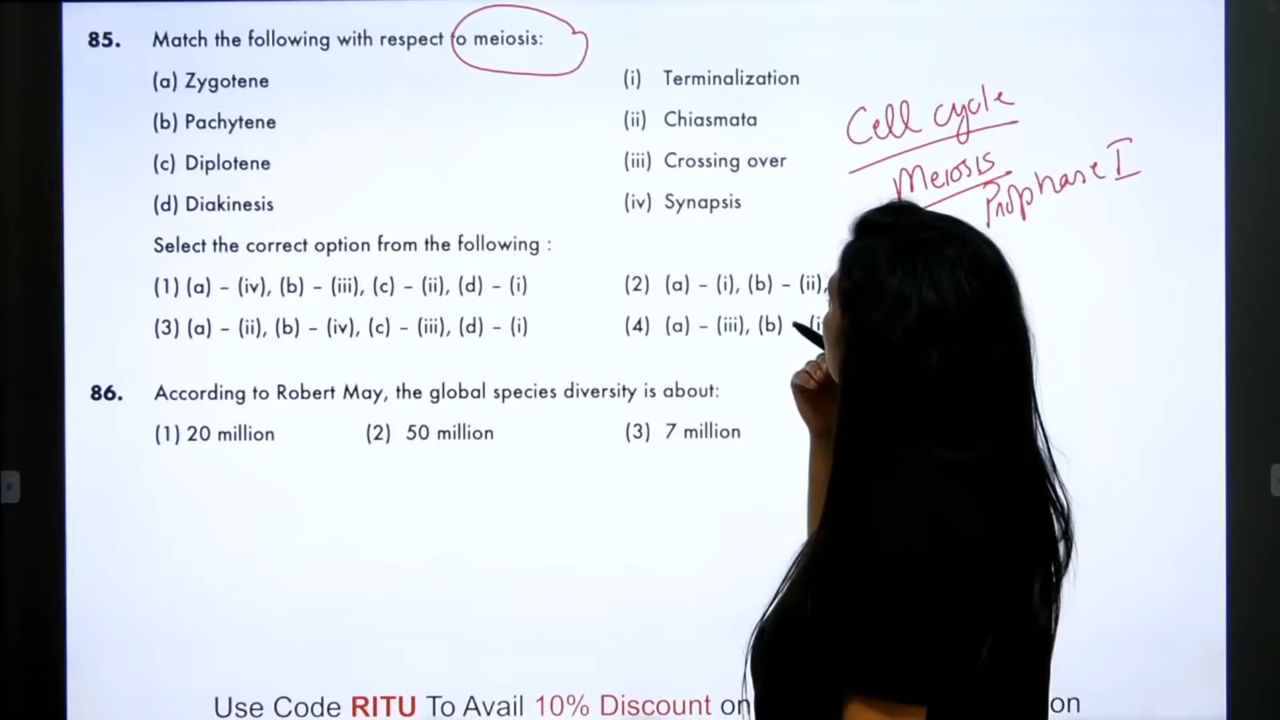 85. Match the following with respect to meiosis:
(a) Zygotene (i) Terminalization
(b) Pachytene (ii) Chiasmata
(c) Diplotene (iii) Crossing over
(d) Diakinesis (iv) Synapsis
Cell cycle
Meiosis
Prophase I
Select the correct option from the following :
(1) (a) – (iv), (b) – (iii), (c) – (ii), (d) – (i) (2) (a) – (i), (b) – (ii),
(3) (a) – (ii), (b) – (iv), (c) – (iii), (d) – (i) (4) (a) – (iii), (b)
86. According to Robert May, the global species diversity is about:
(1) 20 million (2) 50 million (3) 7 million
Use Code RITU To Avail 10% Discount on on